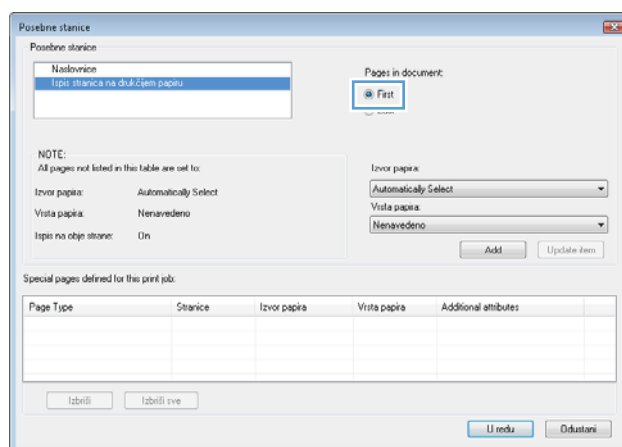 Posebne stanice
Posebne stanice
Naslovnice
Ispis stranica na drukčijem papiru
Pages in document:
First
NOTE:
All pages not listed in this table are set to:
Izvor papira:
Automatically Select
Vrsta papira:
Nenavedeno
Ispis na obje strane:
On
Izvor papira:
Automatically Select
Vrsta papira:
Nenavedeno
Add
Update item
Special pages defined for this print job:
Page Type
Stranice
Izvor papira
Vrsta papira
Additional attributes
Izbriši
Izbriši sve
U redu
Odustani